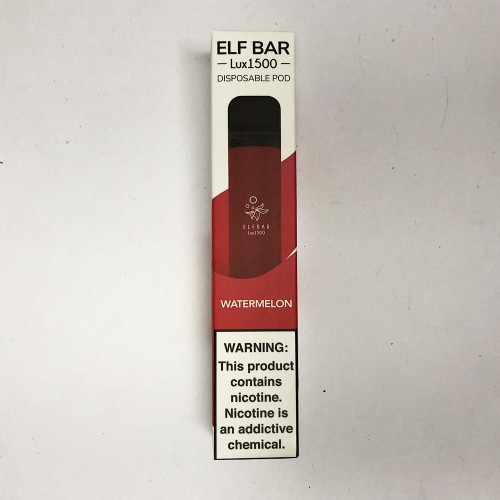 ELF BAR
Lux1500
DISPOSABLE POD
ELFBAR
Lux1500
WATERMELON
WARNING:
This product
contains
nicotine.
Nicotine is
an addictive
chemical.